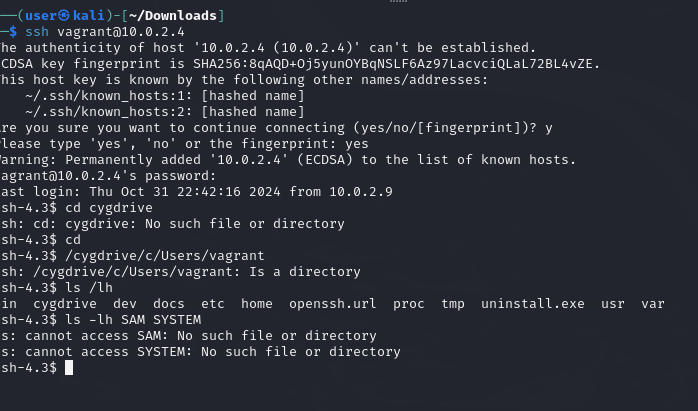 ──(user㉿kali)-[~/Downloads]
─$ ssh vagrant@10.0.2.4
he authenticity of host '10.0.2.4 (10.0.2.4)' can't be established.
CDSA key fingerprint is SHA256:8qAQD+Oj5yunOYBqNSLF6Az97LacvciQLaL72BL4vZE.
his host key is known by the following other names/addresses:
    ~/.ssh/known_hosts:1: [hashed name]
    ~/.ssh/known_hosts:2: [hashed name]
re you sure you want to continue connecting (yes/no/[fingerprint])? y
lease type 'yes', 'no' or the fingerprint: yes
arning: Permanently added '10.0.2.4' (ECDSA) to the list of known hosts.
agrant@10.0.2.4's password:
ast login: Thu Oct 31 22:42:16 2024 from 10.0.2.9
sh-4.3$ cd cygdrive
sh: cd: cygdrive: No such file or directory
sh-4.3$ cd
sh-4.3$ /cygdrive/c/Users/vagrant
sh: /cygdrive/c/Users/vagrant: Is a directory
sh-4.3$ ls /lh
in  cygdrive  dev  docs  etc  home  openssh.url  proc  tmp  uninstall.exe  usr  var
sh-4.3$ ls -lh SAM SYSTEM
s: cannot access SAM: No such file or directory
s: cannot access SYSTEM: No such file or directory
sh-4.3$